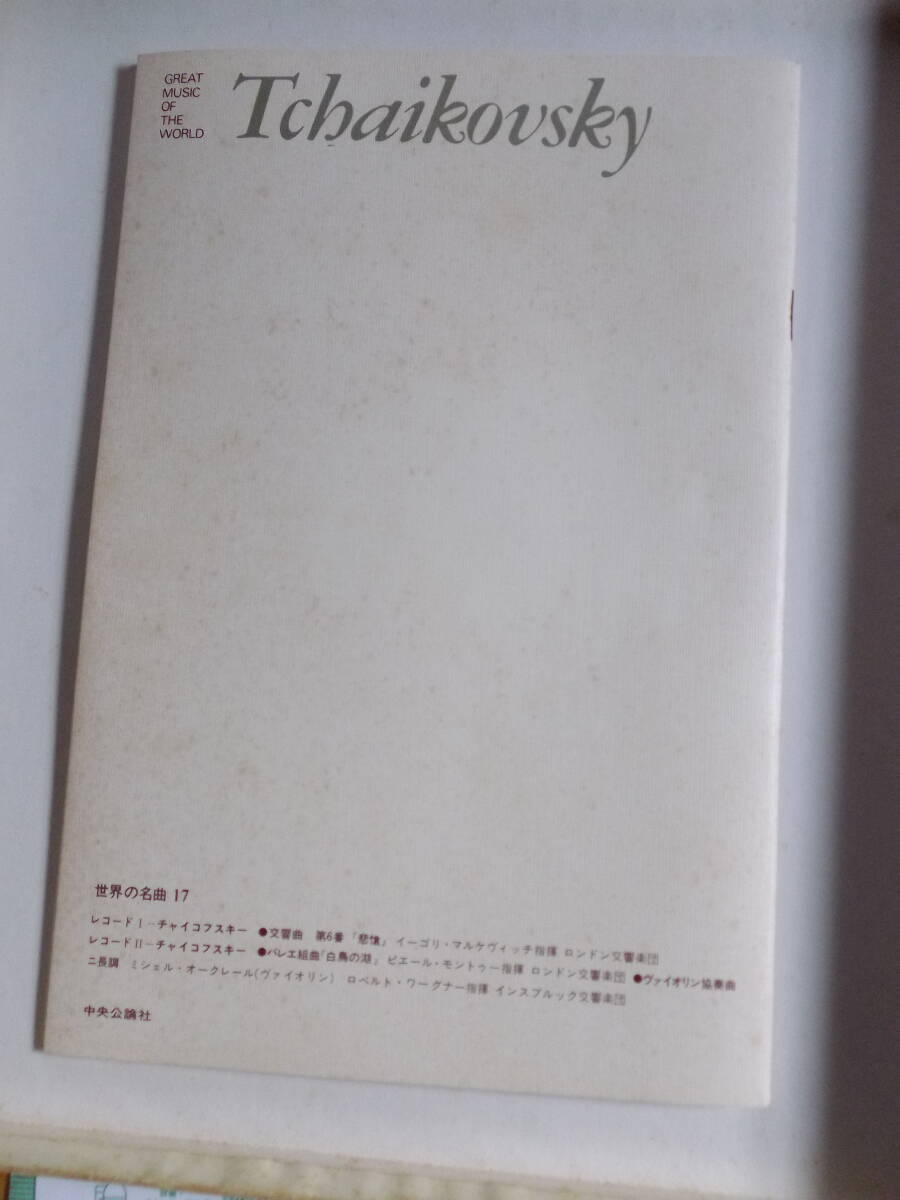 GREAT
MUSIC
OF
THE
WORLD
Tchaikovsky
世界の名曲 17
レコード I－チャイコフスキー ●交響曲 第6番「悲愴」 イーゴリ・マルケヴィッチ指揮 ロンドン交響楽団
レコード II－チャイコフスキー ●バレエ組曲「白鳥の湖」 ピエール・モントゥー指揮 ロンドン交響楽団 ●ヴァイオリン協奏曲
ニ長調 ミシェル・オークレール(ヴァイオリン) ロベルト・ワーグナー指揮 インスブルック交響楽団
中央公論社